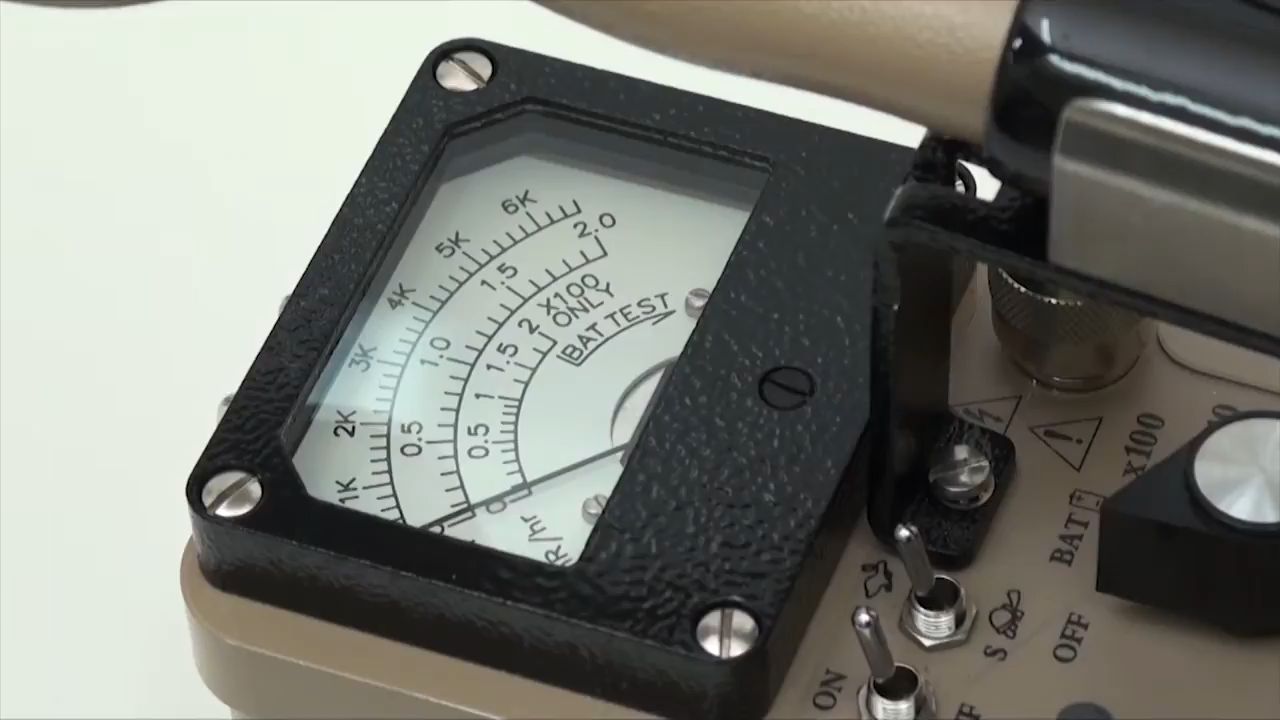 6K
5K
4K
3K
2K
1K
2.0
1.5
1.0
0.5
0
X100
ONLY
2
1.5
1
0.5
0
BAT TEST
R/hr
X100
BAT
OFF
S
ON